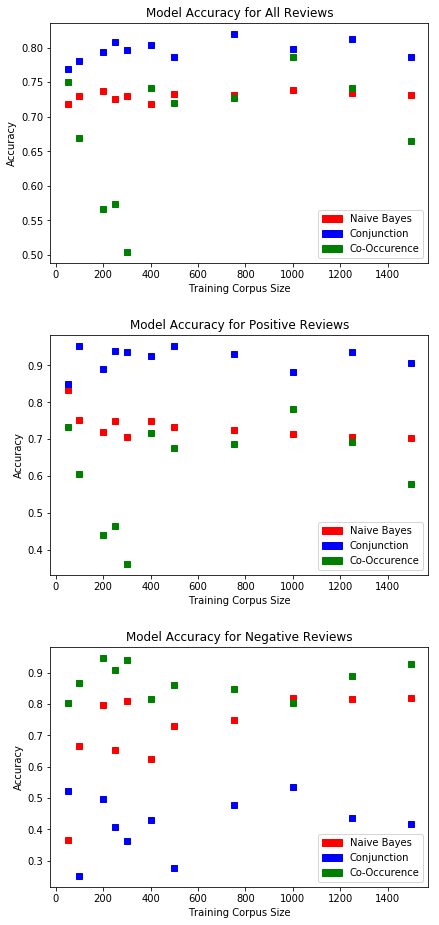 Model Accuracy for All Reviews
0.80
0.75
0.70
0.65
0.60
0.55
0.50
Accuracy
Naive Bayes
Conjunction
Co-Occurence
0 200 400 600 800 1000 1200 1400
Training Corpus Size
Model Accuracy for Positive Reviews
0.9
0.8
0.7
0.6
0.5
0.4
Accuracy
Naive Bayes
Conjunction
Co-Occurence
0 200 400 600 800 1000 1200 1400
Training Corpus Size
Model Accuracy for Negative Reviews
0.9
0.8
0.7
0.6
0.5
0.4
0.3
Accuracy
Naive Bayes
Conjunction
Co-Occurence
0 200 400 600 800 1000 1200 1400
Training Corpus Size